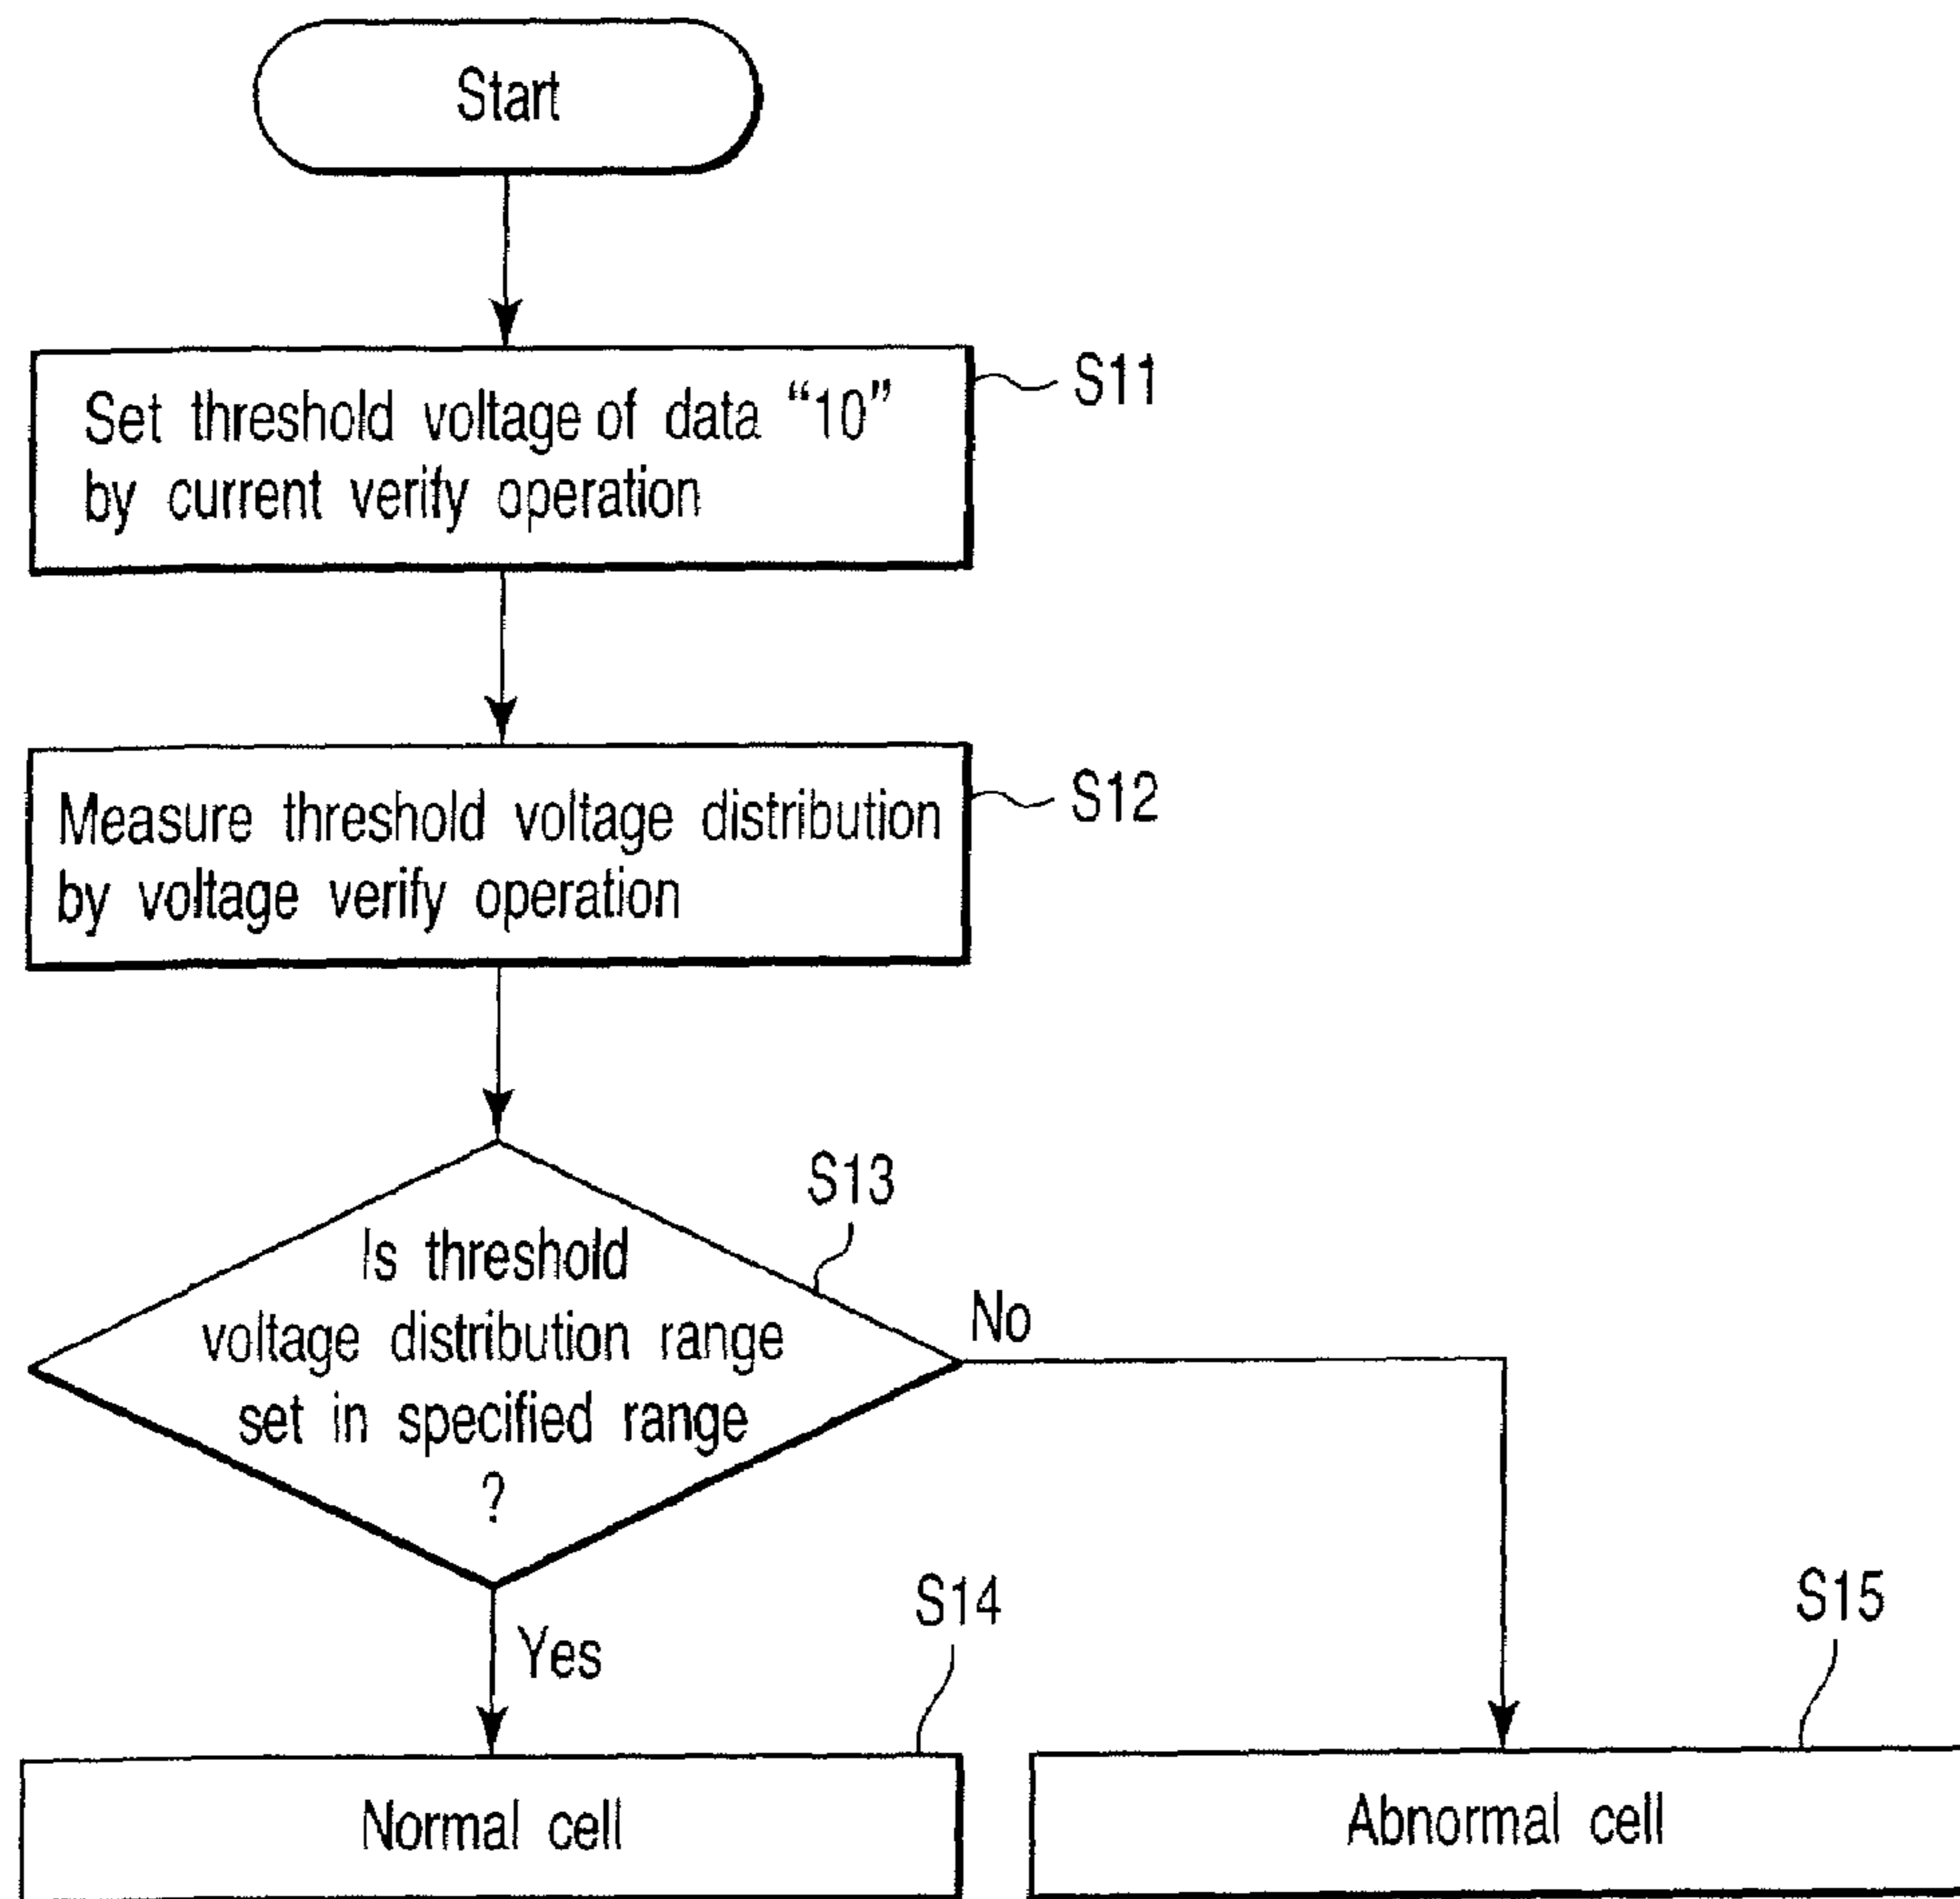 Start
Set threshold voltage of data “10”
by current verify operation
S11
Measure threshold voltage distribution
by voltage verify operation
S12
Is threshold
voltage distribution range
set in specified range
?
S13
No
Yes
S14
Normal cell
S15
Abnormal cell